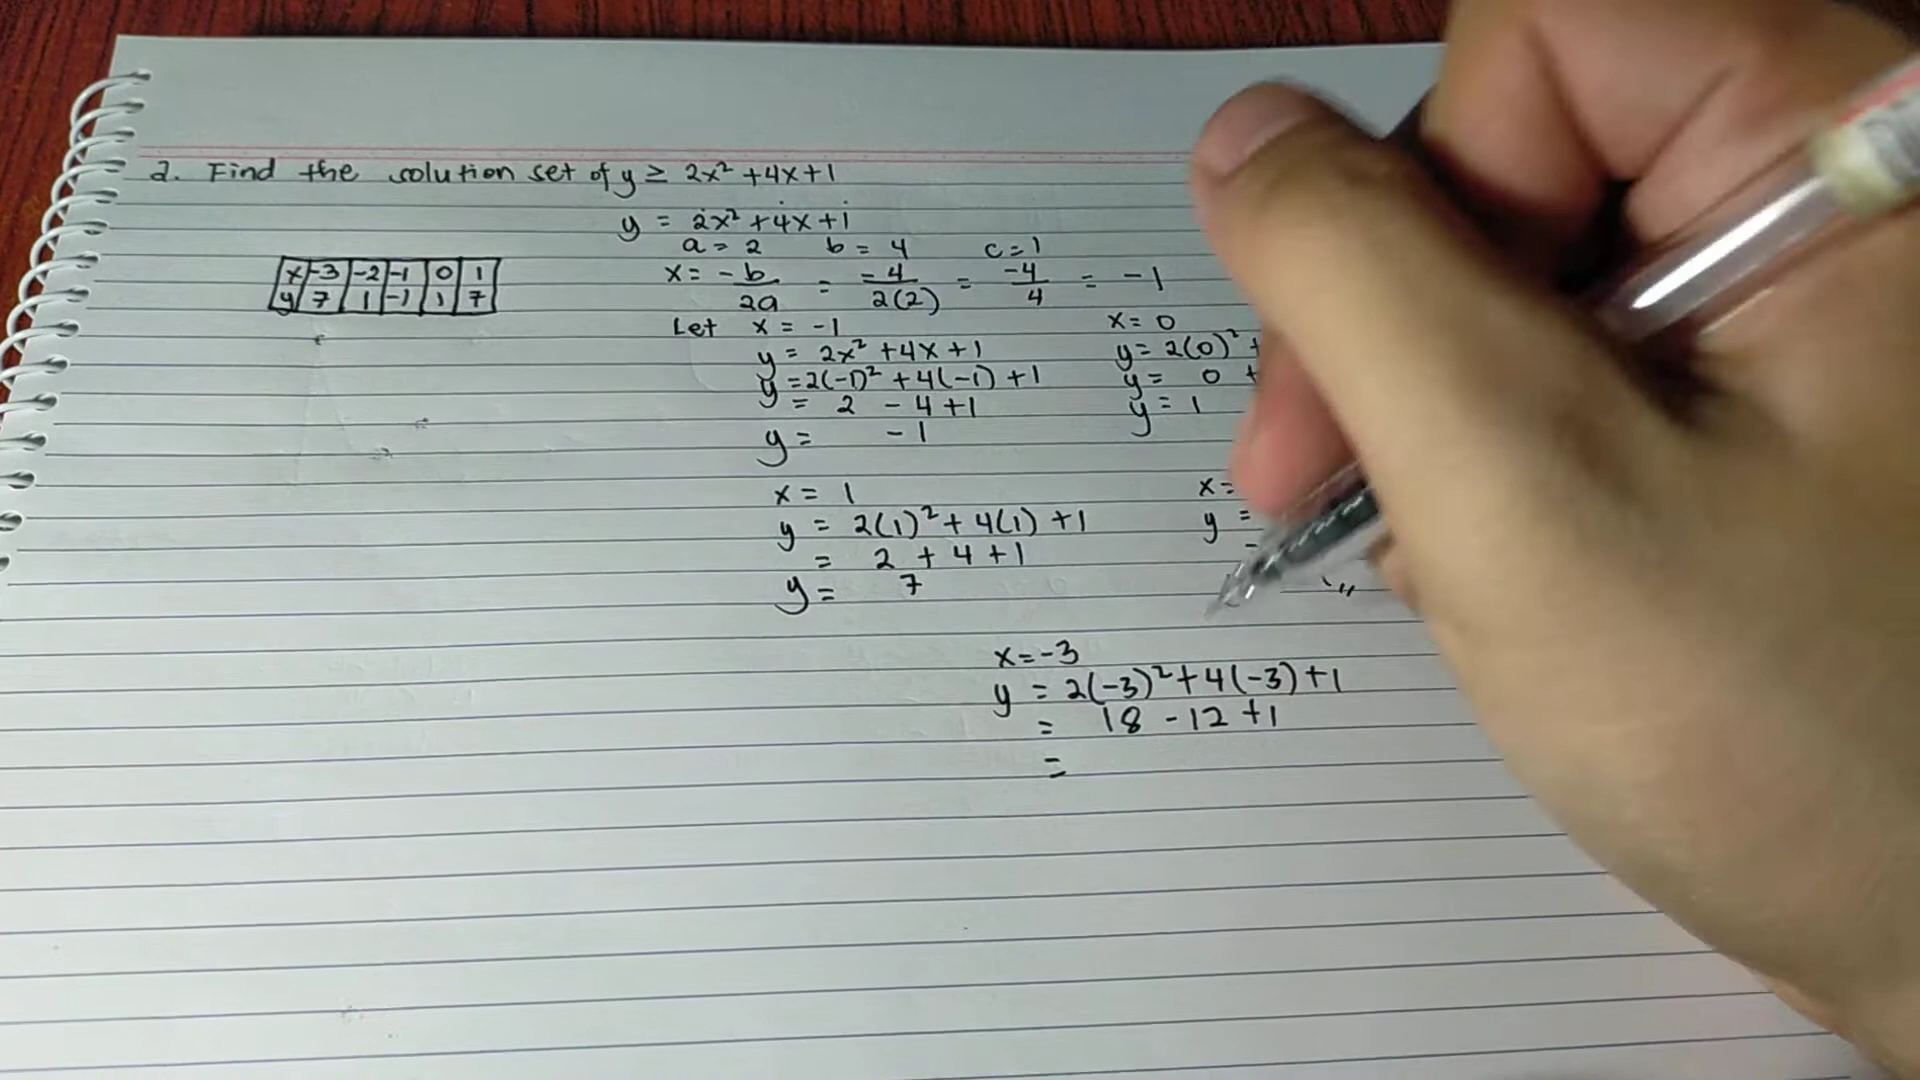 2. Find the solution set of y ≥ 2x² + 4x + 1
y = 2x² + 4x + 1
a = 2 b = 4 c = 1
x -3 -2 -1 0 1
y 7 1 -1 1 7
x = -b/2a = -4/2(2) = -4/4 = -1
Let x = -1
y = 2x² + 4x + 1
y = 2(-1)² + 4(-1) + 1
y = 2 - 4 + 1
y = -1
x = 0
y = 2(0)² +
y = 0 +
y = 1
x = 1
y = 2(1)² + 4(1) + 1
= 2 + 4 + 1
y = 7
x =
y =
x = -3
y = 2(-3)² + 4(-3) + 1
= 18 - 12 + 1
=